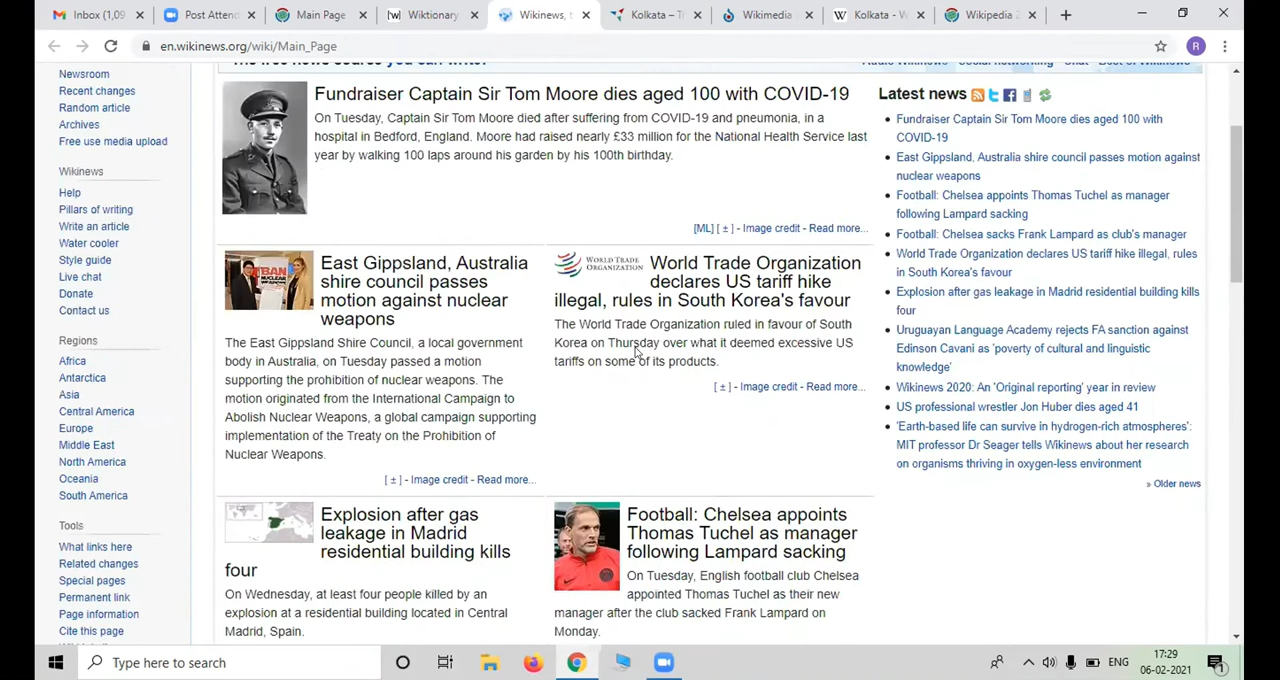 Inbox (1,09
Post Attend
Main Page
Wiktionary
Wikinews, t
Kolkata – Tr
Wikimedia
Kolkata - W
Wikipedia
en.wikinews.org/wiki/Main_Page
R
Newsroom
Recent changes
Random article
Archives
Free use media upload
Wikinews
Help
Pillars of writing
Write an article
Water cooler
Style guide
Live chat
Donate
Contact us
Regions
Africa
Antarctica
Asia
Central America
Europe
Middle East
North America
Oceania
South America
Tools
What links here
Related changes
Special pages
Permanent link
Page information
Cite this page
Fundraiser Captain Sir Tom Moore dies aged 100 with COVID-19
On Tuesday, Captain Sir Tom Moore died after suffering from COVID-19 and pneumonia, in a
hospital in Bedford, England. Moore had raised nearly £33 million for the National Health Service last
year by walking 100 laps around his garden by his 100th birthday.
[ML] [ ± ] - Image credit - Read more...
East Gippsland, Australia
shire council passes
motion against nuclear
weapons
The East Gippsland Shire Council, a local government
body in Australia, on Tuesday passed a motion
supporting the prohibition of nuclear weapons. The
motion originated from the International Campaign to
Abolish Nuclear Weapons, a global campaign supporting
implementation of the Treaty on the Prohibition of
Nuclear Weapons.
[ ± ] - Image credit - Read more...
WORLD TRADE
ORGANIZATION
World Trade Organization
declares US tariff hike
illegal, rules in South Korea's favour
The World Trade Organization ruled in favour of South
Korea on Thursday over what it deemed excessive US
tariffs on some of its products.
[ ± ] - Image credit - Read more...
Explosion after gas
leakage in Madrid
residential building kills
four
On Wednesday, at least four people killed by an
explosion at a residential building located in Central
Madrid, Spain.
Football: Chelsea appoints
Thomas Tuchel as manager
following Lampard sacking
On Tuesday, English football club Chelsea
appointed Thomas Tuchel as their new
manager after the club sacked Frank Lampard on
Monday.
Latest news
Fundraiser Captain Sir Tom Moore dies aged 100 with
COVID-19
East Gippsland, Australia shire council passes motion against
nuclear weapons
Football: Chelsea appoints Thomas Tuchel as manager
following Lampard sacking
Football: Chelsea sacks Frank Lampard as club's manager
World Trade Organization declares US tariff hike illegal, rules
in South Korea's favour
Explosion after gas leakage in Madrid residential building kills
four
Uruguayan Language Academy rejects FA sanction against
Edinson Cavani as 'poverty of cultural and linguistic
knowledge'
Wikinews 2020: An 'Original reporting' year in review
US professional wrestler Jon Huber dies aged 41
'Earth-based life can survive in hydrogen-rich atmospheres':
MIT professor Dr Seager tells Wikinews about her research
on organisms thriving in oxygen-less environment
» Older news
Type here to search
ENG
17:29
06-02-2021